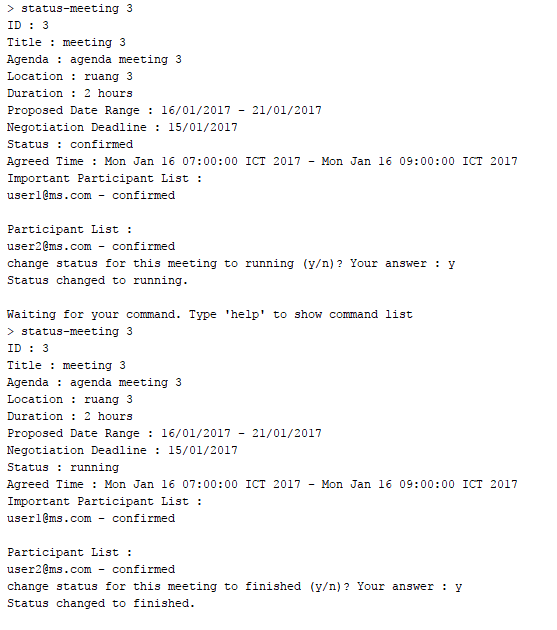 > status-meeting 3
ID : 3
Title : meeting 3
Agenda : agenda meeting 3
Location : ruang 3
Duration : 2 hours
Proposed Date Range : 16/01/2017 - 21/01/2017
Negotiation Deadline : 15/01/2017
Status : confirmed
Agreed Time : Mon Jan 16 07:00:00 ICT 2017 - Mon Jan 16 09:00:00 ICT 2017
Important Participant List :
user1@ms.com - confirmed

Participant List :
user2@ms.com - confirmed
change status for this meeting to running (y/n)? Your answer : y
Status changed to running.

Waiting for your command. Type 'help' to show command list
> status-meeting 3
ID : 3
Title : meeting 3
Agenda : agenda meeting 3
Location : ruang 3
Duration : 2 hours
Proposed Date Range : 16/01/2017 - 21/01/2017
Negotiation Deadline : 15/01/2017
Status : running
Agreed Time : Mon Jan 16 07:00:00 ICT 2017 - Mon Jan 16 09:00:00 ICT 2017
Important Participant List :
user1@ms.com - confirmed

Participant List :
user2@ms.com - confirmed
change status for this meeting to finished (y/n)? Your answer : y
Status changed to finished.